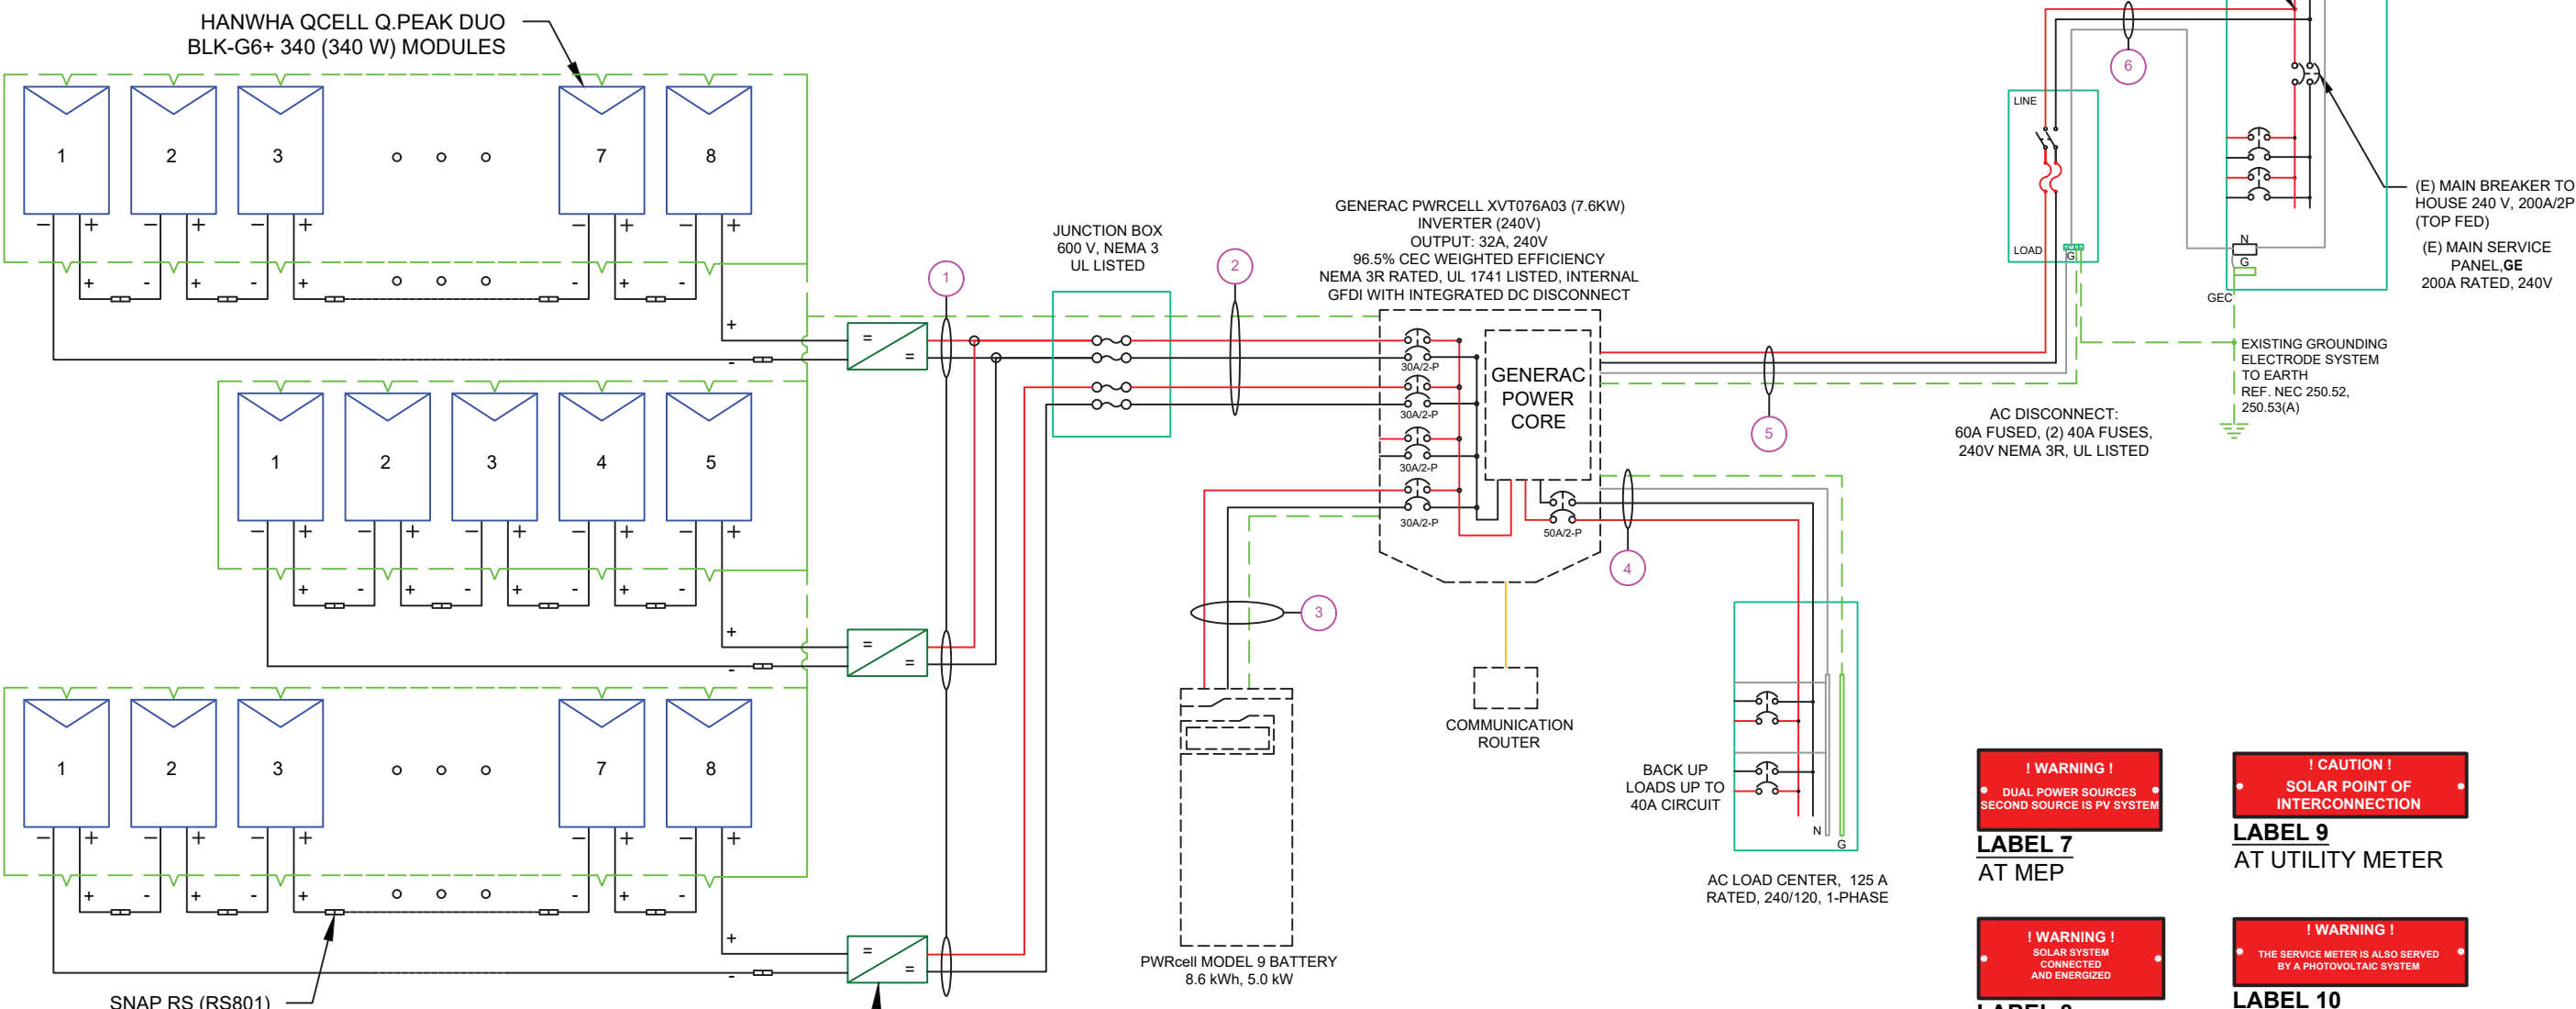 HANWHA QCELL Q.PEAK DUO
BLK-G6+ 340 (340 W) MODULES
1
2
3
7
8
− + − + − + − + − +
+ - + - + - + -
+
-
=
=
1
2
3
4
5
− + − + − + − + − +
+ - + - + - + -
+
-
=
=
1
2
3
7
8
− + − + − + − + − +
+ - + - + - + -
+
-
=
=
SNAP RS (RS801)
1
JUNCTION BOX
600 V, NEMA 3
UL LISTED
2
GENERAC PWRCELL XVT076A03 (7.6KW)
INVERTER (240V)
OUTPUT: 32A, 240V
96.5% CEC WEIGHTED EFFICIENCY
NEMA 3R RATED, UL 1741 LISTED, INTERNAL
GFDI WITH INTEGRATED DC DISCONNECT
30A/2-P
30A/2-P
30A/2-P
30A/2-P
GENERAC
POWER
CORE
50A/2-P
3
4
5
PWRcell MODEL 9 BATTERY
8.6 kWh, 5.0 kW
COMMUNICATION
ROUTER
BACK UP
LOADS UP TO
40A CIRCUIT
N
G
AC LOAD CENTER, 125 A
RATED, 240/120, 1-PHASE
6
LINE
LOAD
G
AC DISCONNECT:
60A FUSED, (2) 40A FUSES,
240V NEMA 3R, UL LISTED
(E) MAIN BREAKER TO
HOUSE 240 V, 200A/2P
(TOP FED)
(E) MAIN SERVICE
PANEL,GE
200A RATED, 240V
N
G
GEC
EXISTING GROUNDING
ELECTRODE SYSTEM
TO EARTH
REF. NEC 250.52,
250.53(A)
! WARNING !
DUAL POWER SOURCES
SECOND SOURCE IS PV SYSTEM
LABEL 7
AT MEP
! CAUTION !
SOLAR POINT OF
INTERCONNECTION
LABEL 9
AT UTILITY METER
! WARNING !
SOLAR SYSTEM
CONNECTED
AND ENERGIZED
LABEL 8
! WARNING !
THE SERVICE METER IS ALSO SERVED
BY A PHOTOVOLTAIC SYSTEM
LABEL 10